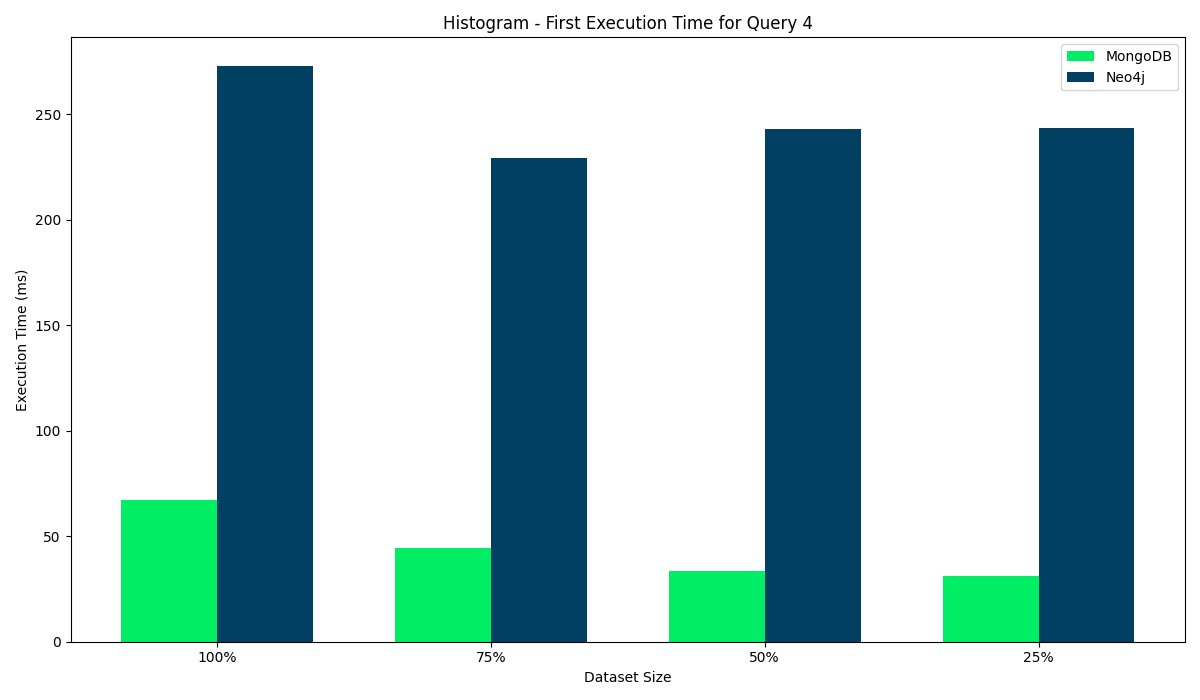 Histogram - First Execution Time for Query 4
MongoDB
Neo4j
Execution Time (ms)
250
200
150
100
50
0
100%
75%
50%
25%
Dataset Size